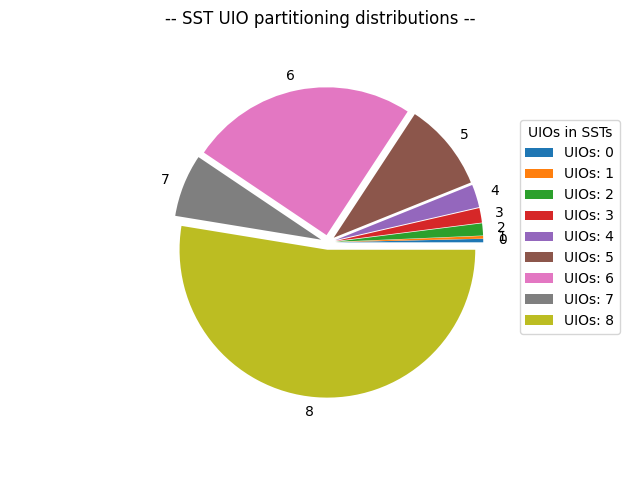 -- SST UIO partitioning distributions --
6
5
7
4
3
2
1
0
8
UIOs in SSTs
UIOs: 0
UIOs: 1
UIOs: 2
UIOs: 3
UIOs: 4
UIOs: 5
UIOs: 6
UIOs: 7
UIOs: 8